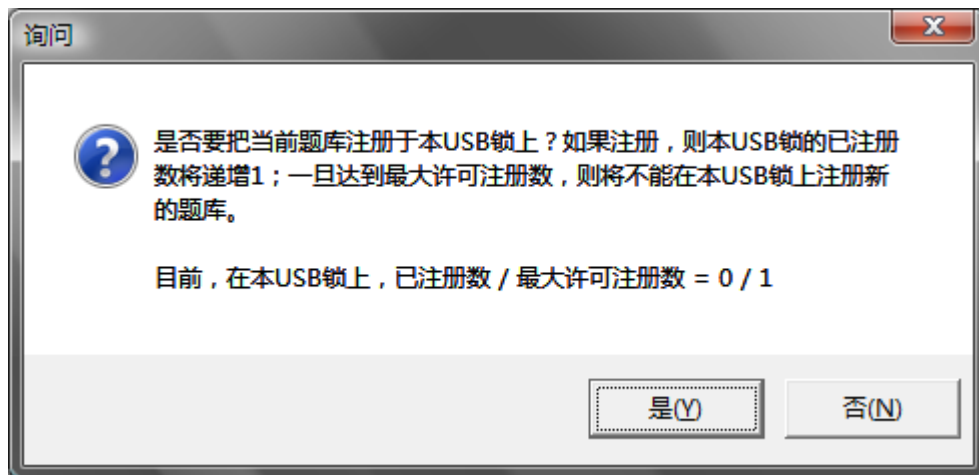 询问
是否要把当前题库注册于本USB锁上？如果注册，则本USB锁的已注册
数将递增1；一旦达到最大许可注册数，则将不能在本USB锁上注册新
的题库。
目前，在本USB锁上，已注册数 / 最大许可注册数 = 0 / 1
是(Y)
否(N)